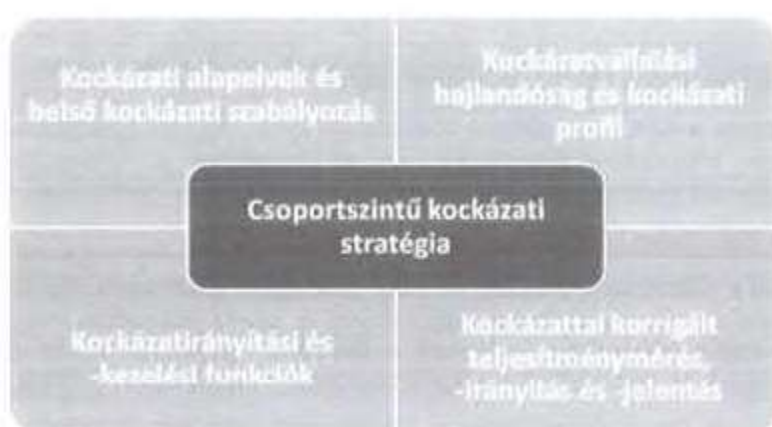 Kockázati alapelvek és
belső kockázati szabályozás
Kockázatvállalási
hajlandóság és kockázati
profil
Csoportszintű kockázati
stratégia
Kockázatirányítási és
-kezelési funkciók
Kockázattal korrigált
teljesítménymérés,
-irányítás és -jelentés